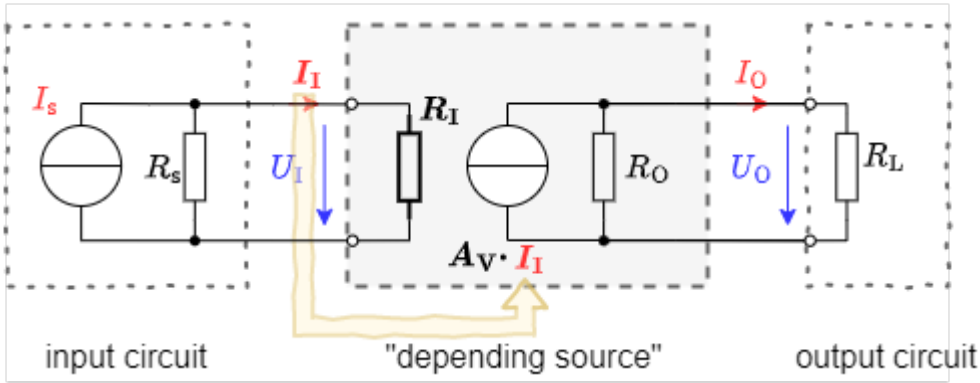 I_s
R_s
I_I
U_I
R_I
A_V · I_I
R_O
I_O
U_O
R_L
input circuit
"depending source"
output circuit